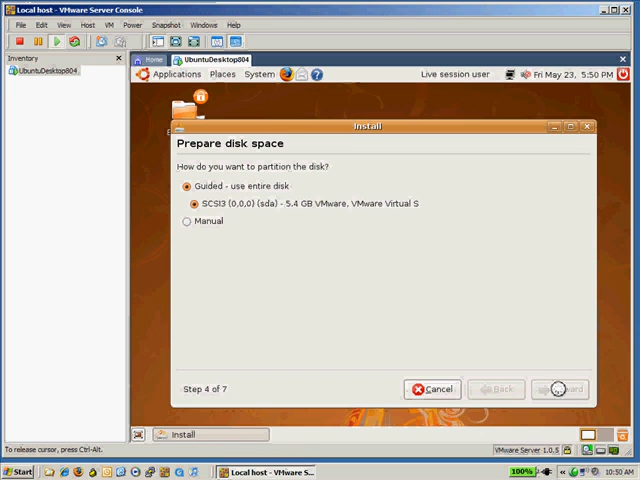 Local host - VMware Server Console
File Edit View Host VM Power Snapshot Windows Help
Inventory
UbuntuDesktop804
Home UbuntuDesktop804
Applications Places System Live session user Fri May 23, 5:50 PM
Install
Prepare disk space
How do you want to partition the disk?
Guided - use entire disk
SCSI3 (0,0,0) (sda) - 5.4 GB VMware, VMware Virtual S
Manual
Step 4 of 7 Cancel Back
Install
To release cursor, press Ctrl-Alt. VMware Server 1.0.5
Start Local host - VMware S... 100% 10:50 AM